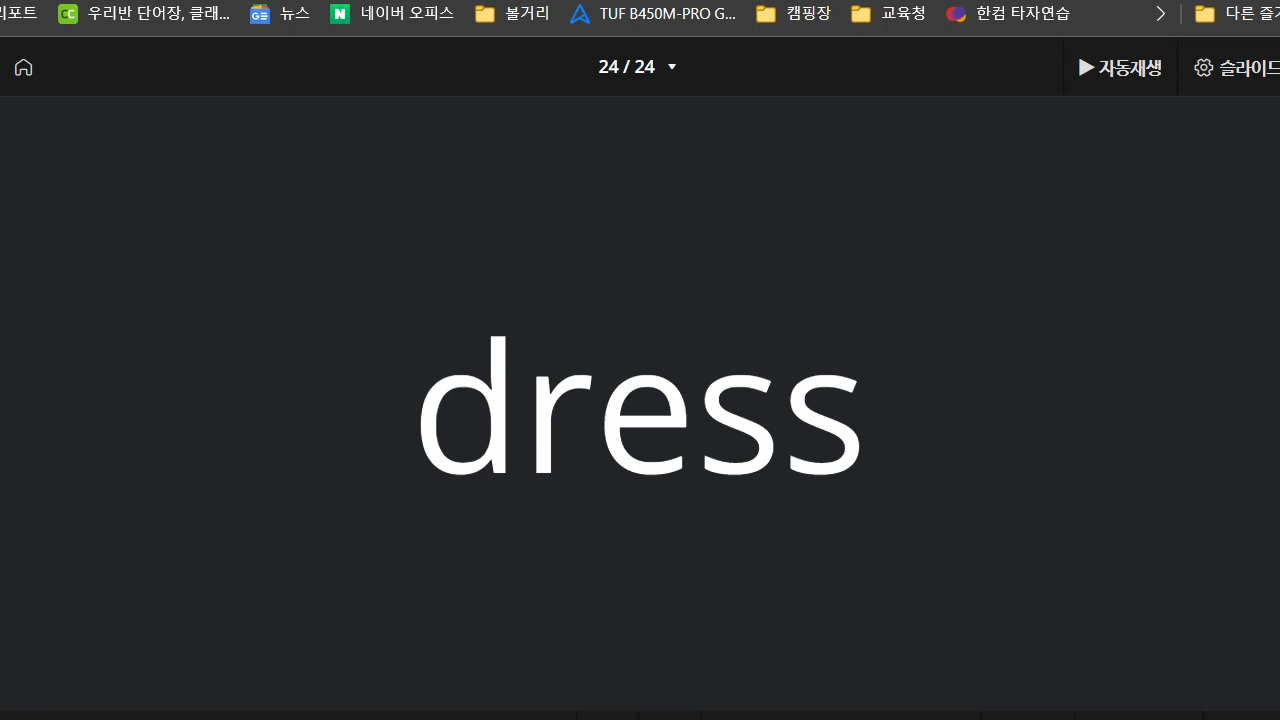 리포트 우리반 단어장, 클래... 뉴스 네이버 오피스 볼거리 TUF B450M-PRO G... 캠핑장 교육청 한컴 타자연습 다른 즐겨
24 / 24 ▶ 자동재생 슬라이드
dress